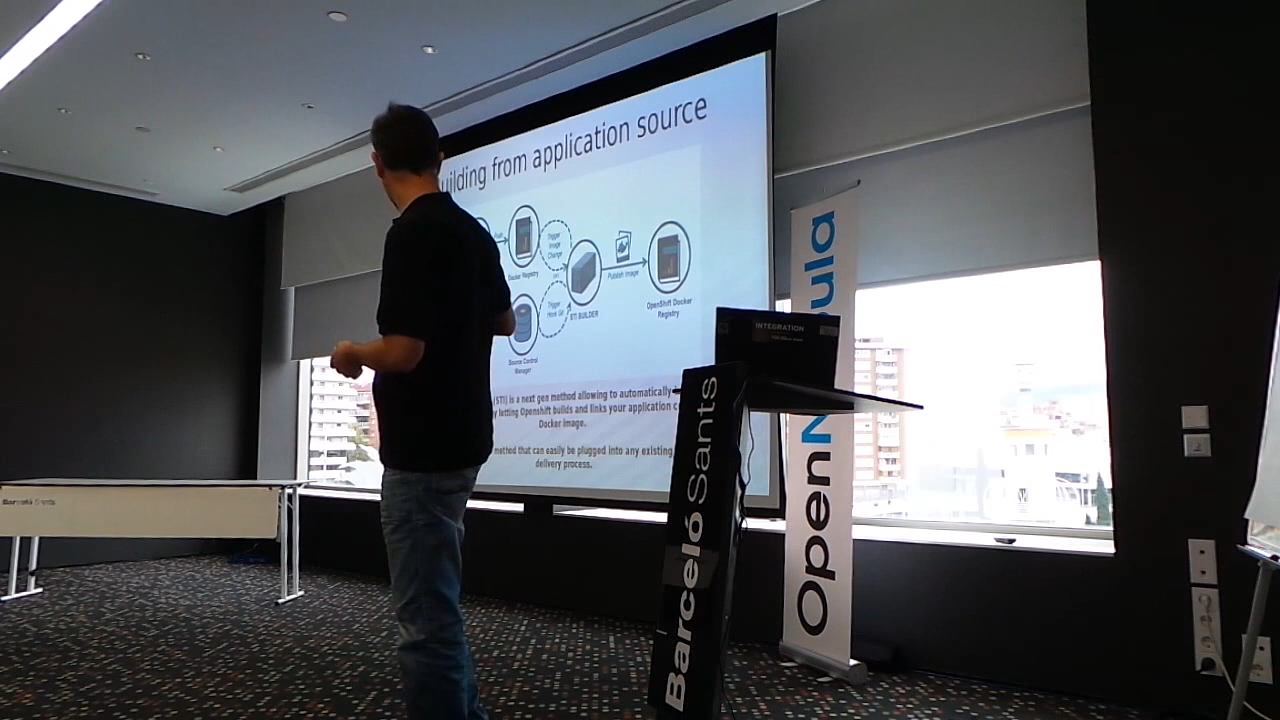 uilding from application source
Push
Docker Registry
Trigger
Image
Change
STI BUILDER
Publish Image
OpenShift Docker
Registry
Trigger
Hook Git
Source Control
Manager
(STI) is a next gen method allowing to automatically
letting Openshift builds and links your application
Docker image.
method that can easily be plugged into any existing
delivery process.
INTEGRATION
Barceló Sants
OpenN ula
Barceló Sants